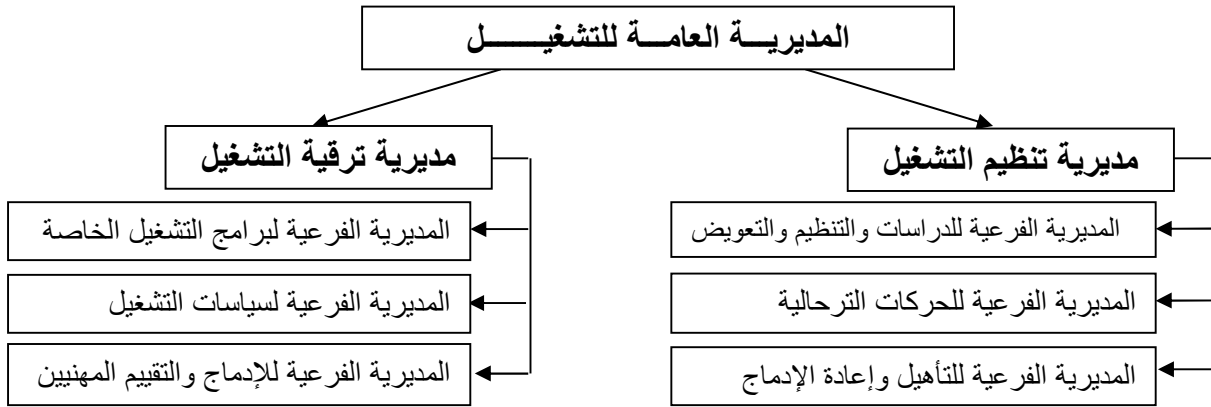 المديريـــة العامـــة للتشغيـــــــل
مديرية تنظيم التشغيل
المديرية الفرعية للدراسات والتنظيم والتعويض
المديرية الفرعية للحركات الترحالية
المديرية الفرعية للتأهيل وإعادة الإدماج
مديرية ترقية التشغيل
المديرية الفرعية لبرامج التشغيل الخاصة
المديرية الفرعية لسياسات التشغيل
المديرية الفرعية للإدماج والتقييم المهنيين